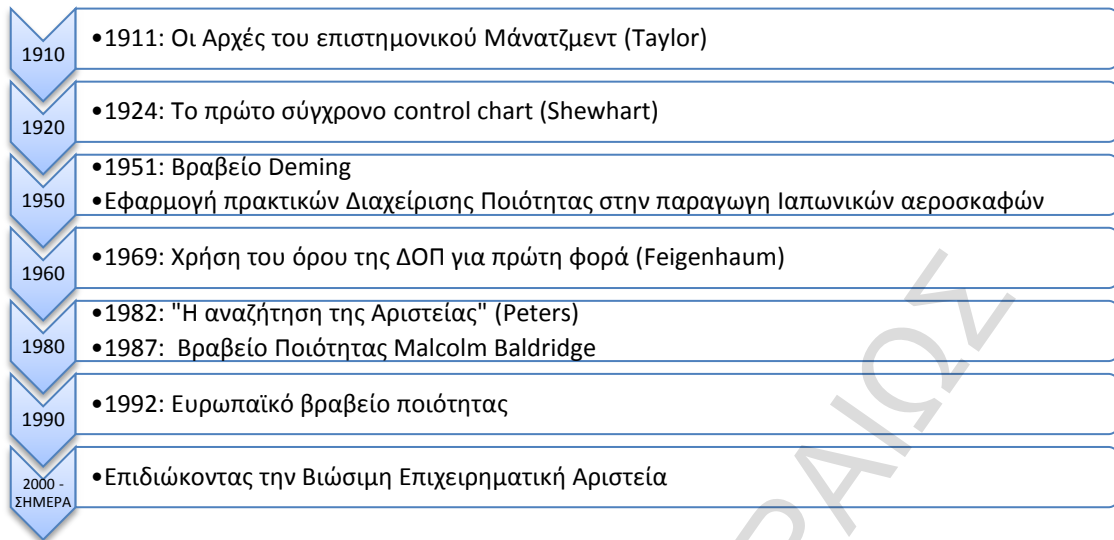 1910
•1911: Οι Αρχές του επιστημονικού Μάνατζμεντ (Taylor)
1920
•1924: Το πρώτο σύγχρονο control chart (Shewhart)
1950
•1951: Βραβείο Deming
•Εφαρμογή πρακτικών Διαχείρισης Ποιότητας στην παραγωγη Ιαπωνικών αεροσκαφών
1960
•1969: Χρήση του όρου της ΔΟΠ για πρώτη φορά (Feigenhaum)
1980
•1982: "Η αναζήτηση της Αριστείας" (Peters)
•1987:  Βραβείο Ποιότητας Malcolm Baldridge
1990
•1992: Ευρωπαϊκό βραβείο ποιότητας
2000 -
ΣΗΜΕΡΑ
•Επιδιώκοντας την Βιώσιμη Επιχειρηματική Αριστεία
ΡΑΙΩΣ